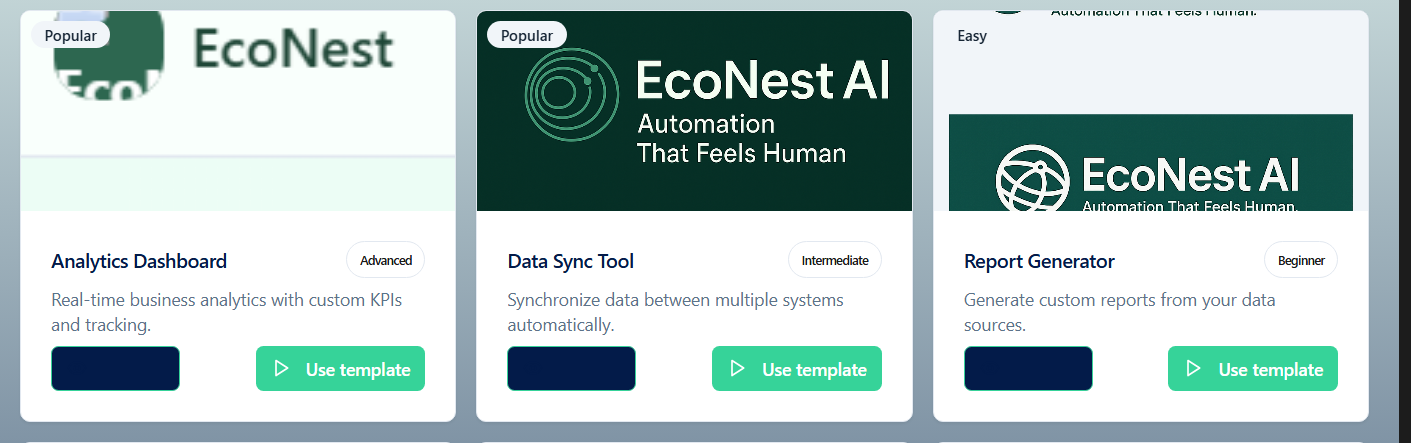 Popular
EcoNest
Popular
EcoNest AI
Automation
That Feels Human
Automation That Feels Human.
Easy
EcoNest AI
Automation That Feels Human.
Analytics Dashboard
Advanced
Real-time business analytics with custom KPIs
and tracking.
Use template
Data Sync Tool
Intermediate
Synchronize data between multiple systems
automatically.
Use template
Report Generator
Beginner
Generate custom reports from your data
sources.
Use template